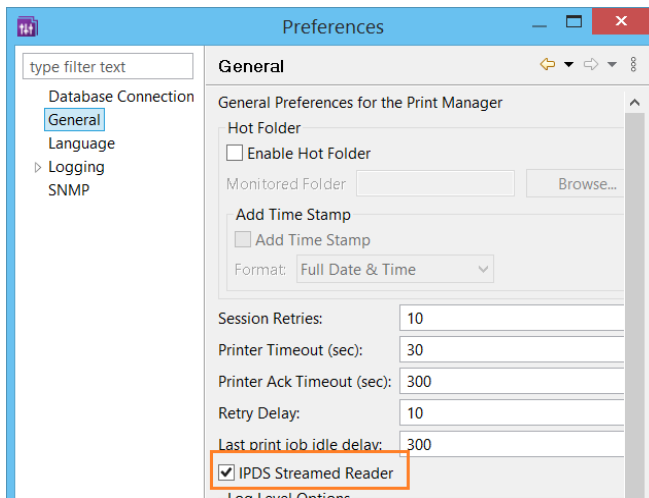 Preferences
type filter text
General
Database Connection
General
Language
Logging
SNMP
General Preferences for the Print Manager
Hot Folder
Enable Hot Folder
Monitored Folder
Browse...
Add Time Stamp
Add Time Stamp
Format: Full Date & Time
Session Retries: 10
Printer Timeout (sec): 30
Printer Ack Timeout (sec): 300
Retry Delay: 10
Last print job idle delay: 300
IPDS Streamed Reader
Log Level Options